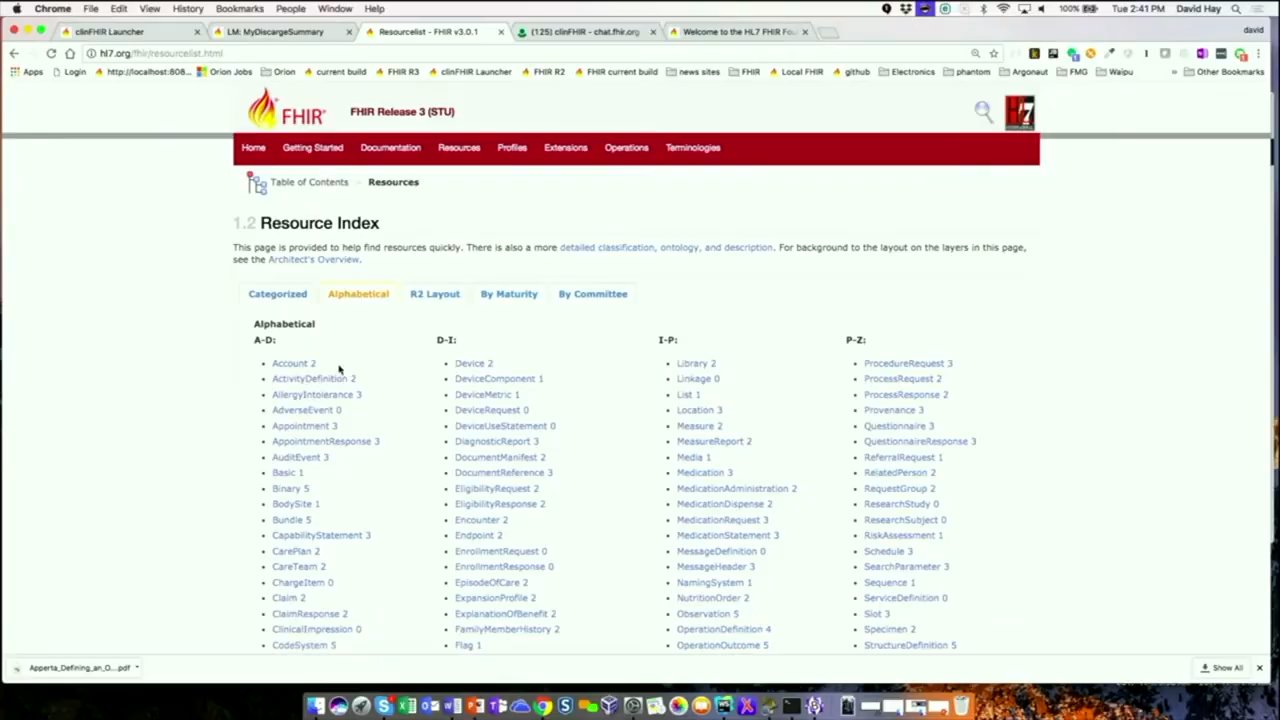 Chrome File Edit View History Bookmarks People Window Help 100% Tue 2:41 PM David Hay
clinFHIR Launcher LM: MyDiscargeSummary Resourcelist - FHIR v3.0.1 (125) clinFHIR - chat.fhir.org Welcome to the HL7 FHIR Fou david
hl7.org/fhir/resourcelist.html
Apps Login http://localhost:808... Orion Jobs Orion current build FHIR R3 clinFHIR Launcher FHIR R2 FHIR current build news sites FHIR Local FHIR github Electronics phantom Argonaut FMG Waipu » Other Bookmarks
FHIR FHIR Release 3 (STU)
Home Getting Started Documentation Resources Profiles Extensions Operations Terminologies
Table of Contents Resources
1.2 Resource Index
This page is provided to help find resources quickly. There is also a more detailed classification, ontology, and description. For background to the layout on the layers in this page,
see the Architect's Overview.
Categorized Alphabetical R2 Layout By Maturity By Committee
Alphabetical
A-D: D-I: I-P: P-Z:
Account 2 Device 2 Library 2 ProcedureRequest 3
ActivityDefinition 2 DeviceComponent 1 Linkage 0 ProcessRequest 2
AllergyIntolerance 3 DeviceMetric 1 List 1 ProcessResponse 2
AdverseEvent 0 DeviceRequest 0 Location 3 Provenance 3
Appointment 3 DeviceUseStatement 0 Measure 2 Questionnaire 3
AppointmentResponse 3 DiagnosticReport 3 MeasureReport 2 QuestionnaireResponse 3
AuditEvent 3 DocumentManifest 2 Media 1 ReferralRequest 1
Basic 1 DocumentReference 3 Medication 3 RelatedPerson 2
Binary 5 EligibilityRequest 2 MedicationAdministration 2 RequestGroup 2
BodySite 1 EligibilityResponse 2 MedicationDispense 2 ResearchStudy 0
Bundle 5 Encounter 2 MedicationRequest 3 ResearchSubject 0
CapabilityStatement 3 Endpoint 2 MedicationStatement 3 RiskAssessment 1
CarePlan 2 EnrollmentRequest 0 MessageDefinition 0 Schedule 3
CareTeam 2 EnrollmentResponse 0 MessageHeader 3 SearchParameter 3
ChargeItem 0 EpisodeOfCare 2 NamingSystem 1 Sequence 1
Claim 2 ExpansionProfile 2 NutritionOrder 2 ServiceDefinition 0
ClaimResponse 2 ExplanationOfBenefit 2 Observation 5 Slot 3
ClinicalImpression 0 FamilyMemberHistory 2 OperationDefinition 4 Specimen 2
CodeSystem 5 Flag 1 OperationOutcome 5 StructureDefinition 5
Apperta_Defining_an_O....pdf Show All